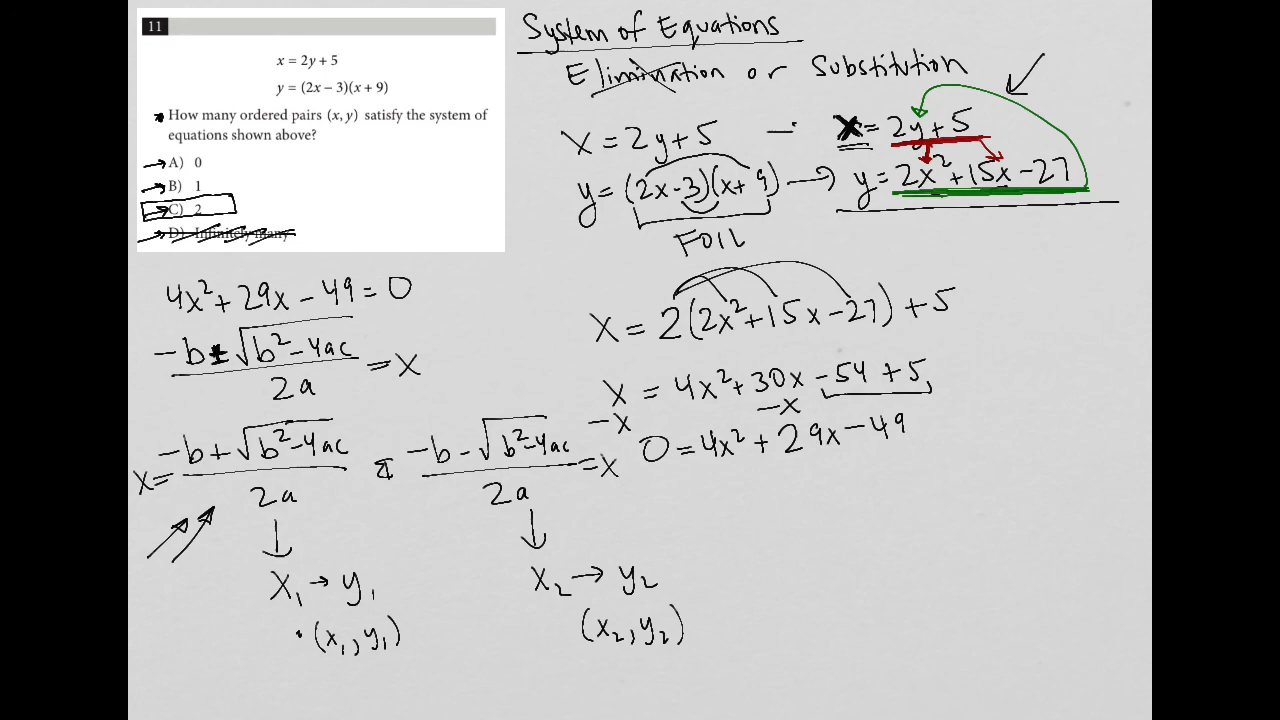 11
x = 2y + 5
y = (2x − 3)(x + 9)
How many ordered pairs (x, y) satisfy the system of
equations shown above?
A) 0
B) 1
C) 2
D) Infinitely many
System of Equations
Elimination or Substitution
x = 2y + 5
y = (2x - 3)(x + 9)
FOIL
x = 2y + 5
y = 2x² + 15x - 27
x = 2(2x² + 15x - 27) + 5
x = 4x² + 30x - 54 + 5
-x -x
0 = 4x² + 29x - 49
4x² + 29x - 49 = 0
-b ± √b² - 4ac = x
2a
x = -b + √b² - 4ac & -b - √b² - 4ac = x
2a 2a
x₁ → y₁ x₂ → y₂
(x₁, y₁) (x₂, y₂)